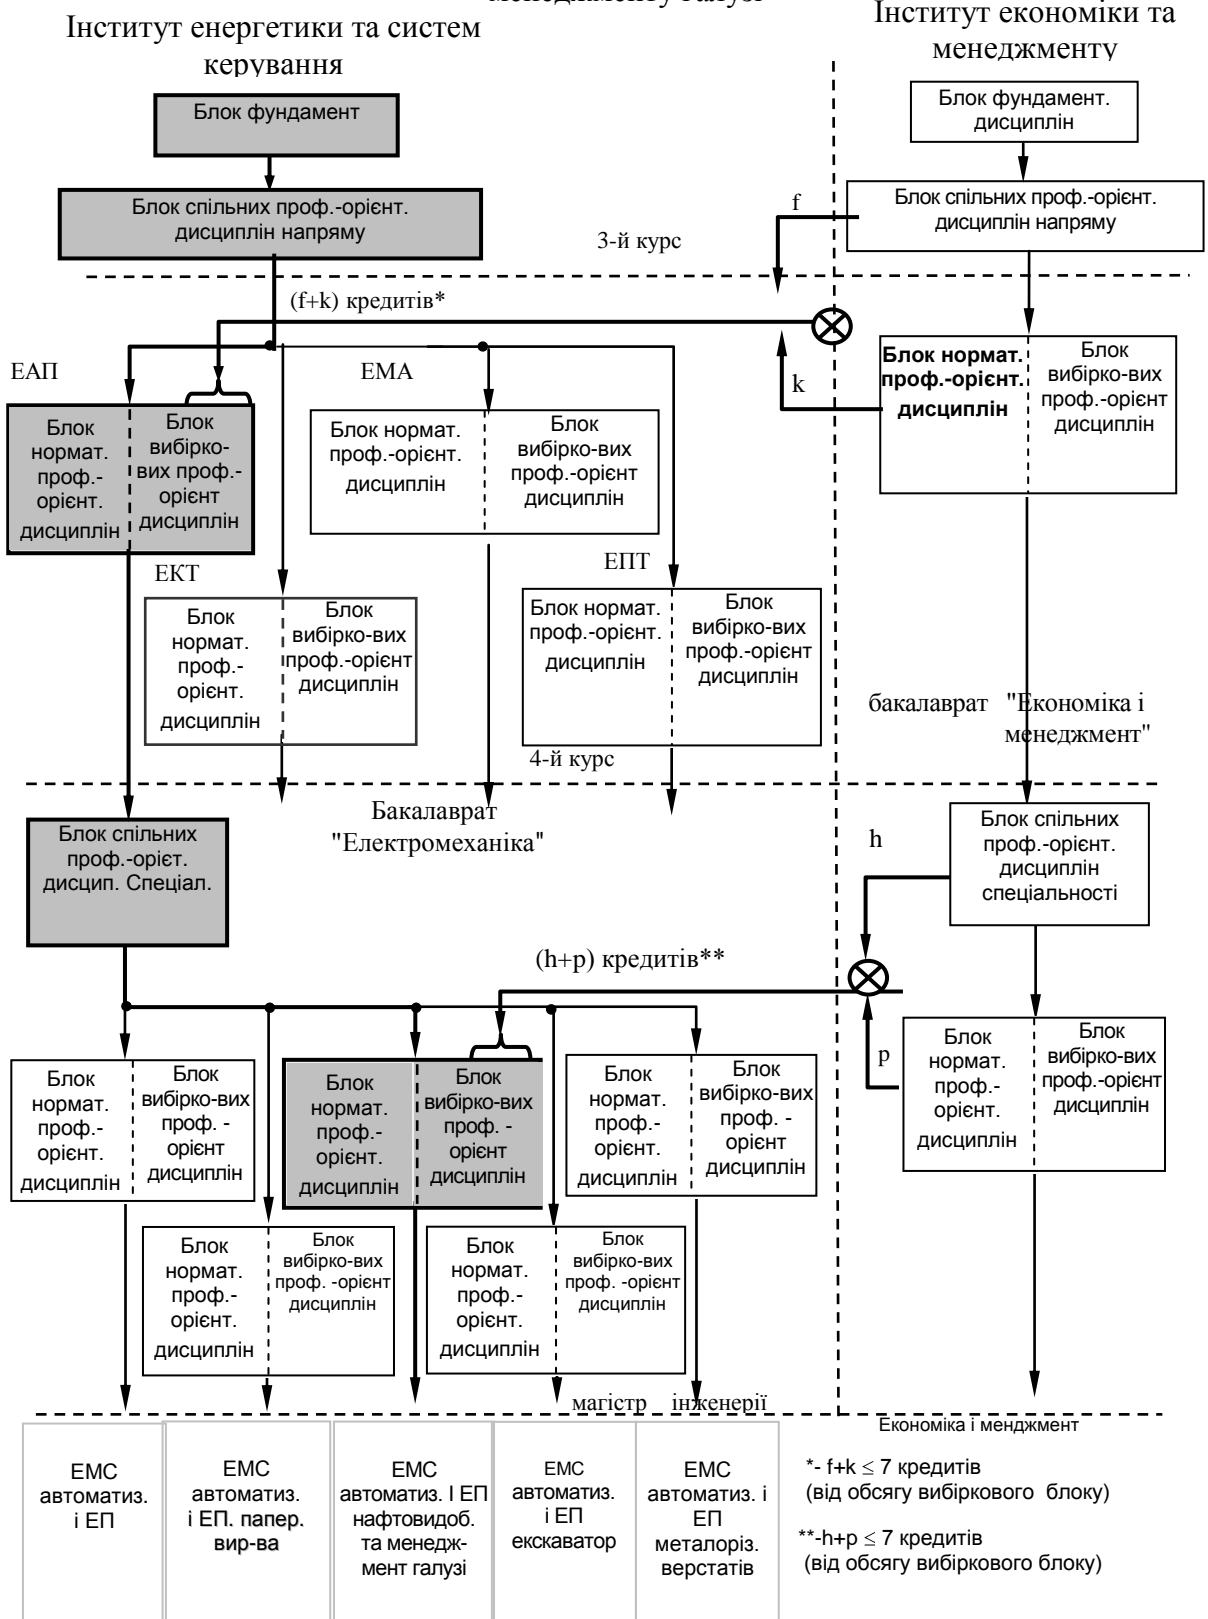 менеджменту галузі
Інститут енергетики та систем
керування
Інститут економіки та
менеджменту
Блок фундамент
Блок фундамент.
дисциплін
Блок спільних проф.-орієнт.
дисциплін напряму
f
Блок спільних проф.-орієнт.
дисциплін напряму
3-й курс
(f+k) кредитів*
ЕАП
ЕМА
k
Блок нормат.
проф.-орієнт.
дисциплін
Блок
вибірко-вих
проф.-орієнт
дисциплін
Блок
нормат.
проф.-
орієнт.
дисциплін
Блок
вибірко-
вих проф.-
орієнт
дисциплін
Блок нормат.
проф.-орієнт.
дисциплін
Блок
вибірко-вих
проф.-орієнт
дисциплін
ЕКТ
ЕПТ
Блок
нормат.
проф.-
орієнт.
дисциплін
Блок
вибірко-вих
проф.-орієнт
дисциплін
Блок нормат.
проф.-орієнт.
дисциплін
Блок
вибірко-вих
проф.-орієнт
дисциплін
бакалаврат "Економіка і
менеджмент"
4-й курс
Бакалаврат
"Електромеханіка"
Блок спільних
проф.-орієт.
дисцип. Спеціал.
h
Блок спільних
проф.-орієнт.
дисциплін
спеціальності
(h+p) кредитів**
p
Блок
нормат.
проф.-
орієнт.
дисциплін
Блок
вибірко-вих
проф.-орієнт
дисциплін
Блок
нормат.
проф.-
орієнт.
дисциплін
Блок
вибірко-вих
проф. -
орієнт
дисциплін
Блок
нормат.
проф.-
орієнт.
дисциплін
Блок
вибірко-вих
проф. -
орієнт
дисциплін
Блок
нормат.
проф.-
орієнт.
дисциплін
Блок
вибірко-вих
проф. -
орієнт
дисциплін
Блок
нормат.
проф.-
орієнт.
дисциплін
Блок
вибірко-вих
проф. -орієнт
дисциплін
Блок
нормат.
проф.-
орієнт.
дисциплін
Блок
вибірко-вих
проф. -орієнт
дисциплін
магістр інженерії
Економіка і менджмент
ЕМС
автоматиз.
і ЕП
ЕМС
автоматиз.
і ЕП. папер.
вир-ва
ЕМС
автоматиз. І ЕП
нафтовидоб.
та менедж-
мент галузі
ЕМС
автоматиз.
і ЕП
екскаватор
ЕМС
автоматиз. і
ЕП
металоріз.
верстатів
*- f+k ≤ 7 кредитів
(від обсягу вибіркового блоку)
**-h+p ≤ 7 кредитів
(від обсягу вибіркового блоку)